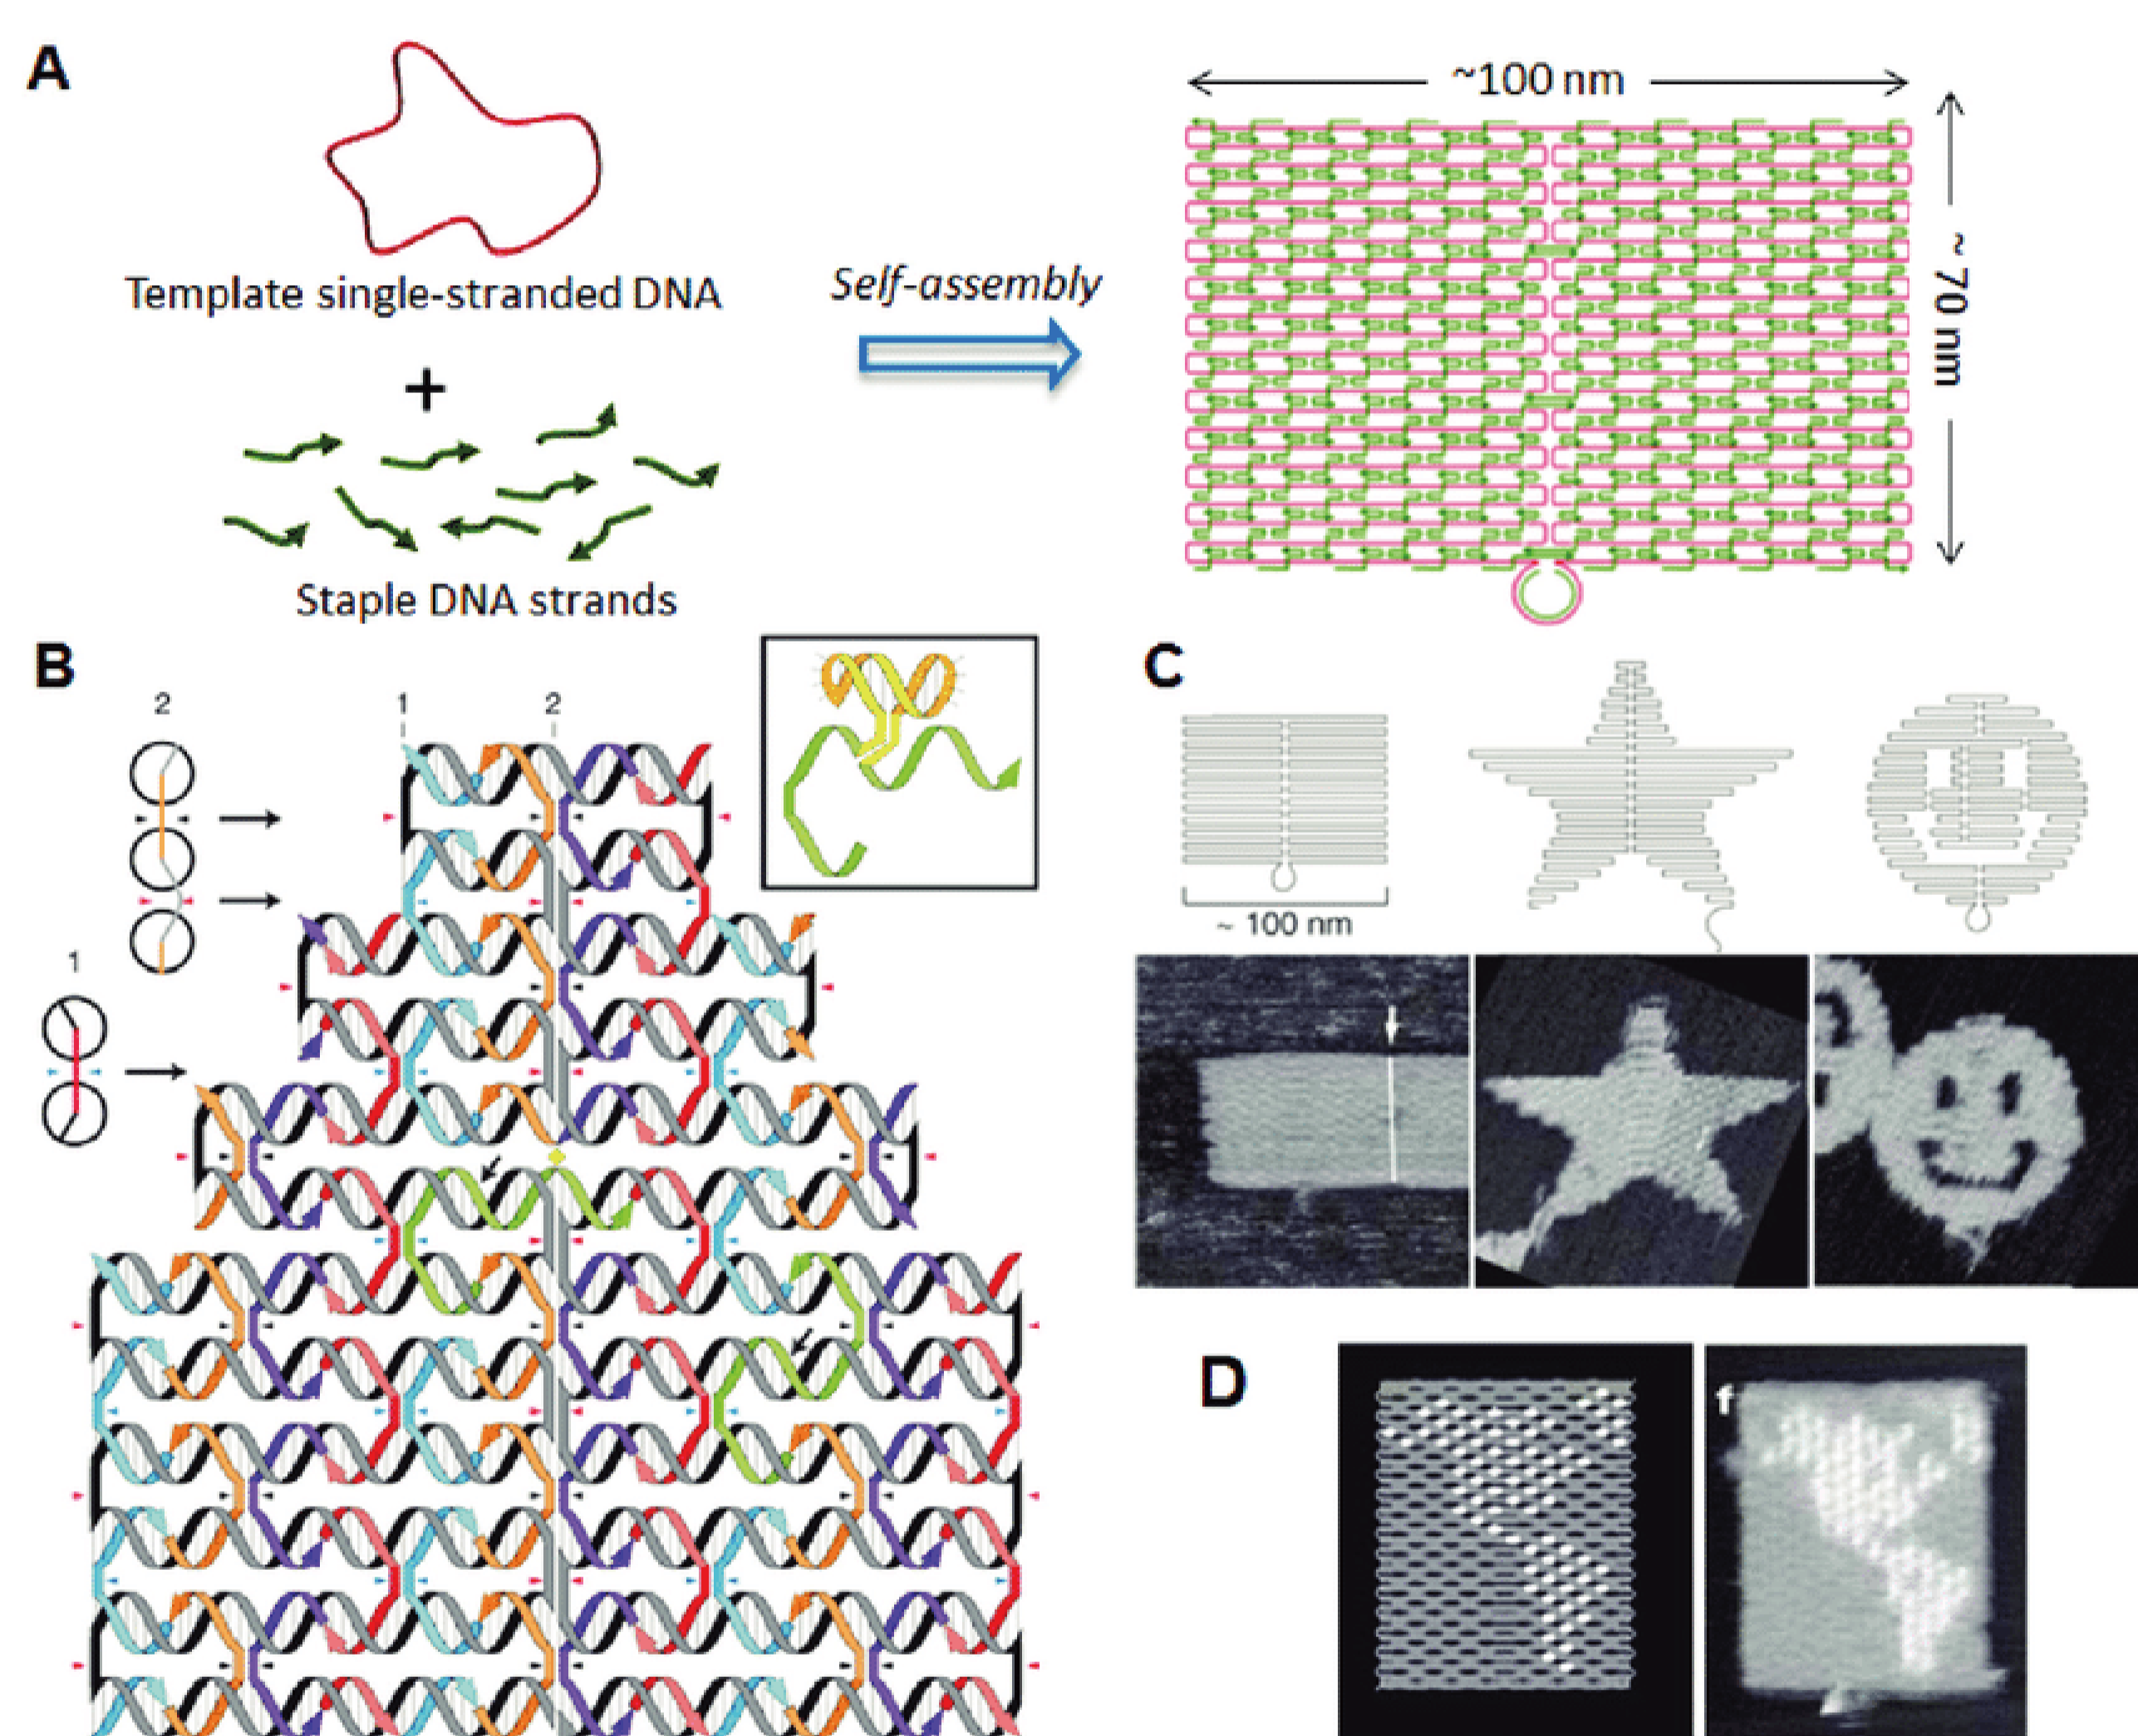 A
~100 nm
Template single-stranded DNA
Self-assembly
~ 70 nm
+
Staple DNA strands
B
2
1
2
1
C
~ 100 nm
D
f